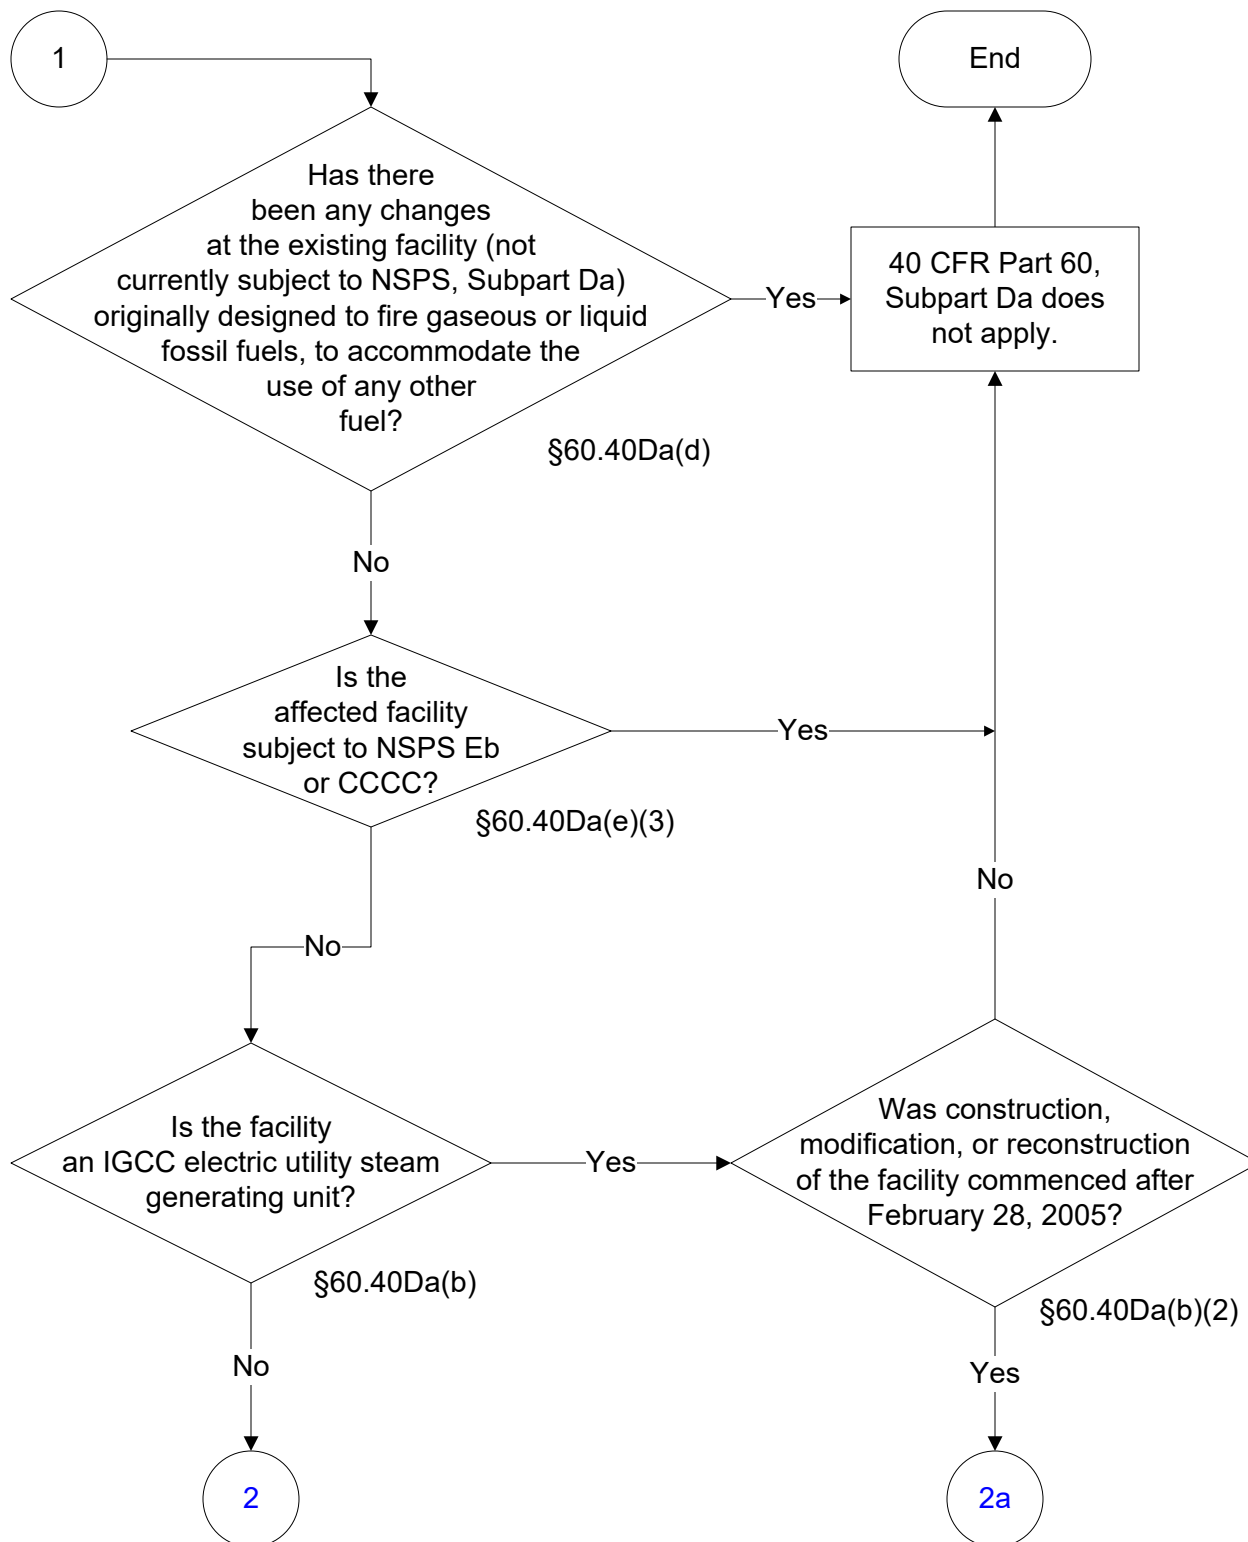 1
End
Has there
been any changes
at the existing facility (not
currently subject to NSPS, Subpart Da)
originally designed to fire gaseous or liquid
fossil fuels, to accommodate the
use of any other
fuel?
Yes
40 CFR Part 60,
Subpart Da does
not apply.
§60.40Da(d)
No
Is the
affected facility
subject to NSPS Eb
or CCCC?
Yes
§60.40Da(e)(3)
No
No
Is the facility
an IGCC electric utility steam
generating unit?
Yes
Was construction,
modification, or reconstruction
of the facility commenced after
February 28, 2005?
§60.40Da(b)
§60.40Da(b)(2)
No
Yes
2
2a